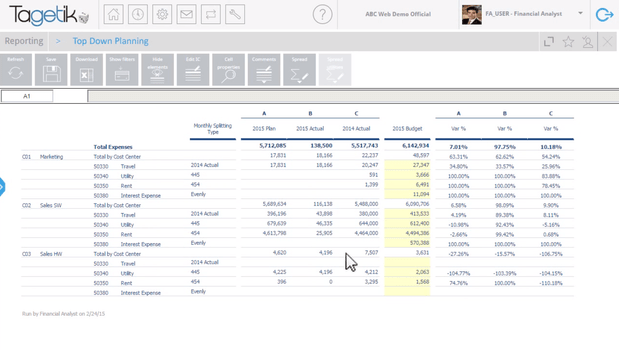 Tagetik
ABC Web Demo Official
FA_USER - Financial Analyst
Reporting > Top Down Planning
Refresh Save Download Show filters Hide elements Edit IC Cell properties Comments Spread
A1
A B C A B C
Monthly Splitting Type 2015 Plan 2015 Actual 2014 Actual 2015 Budget Var % Var % Var %
Total Expenses 5,712,085 138,500 5,517,743 6,142,934 7.01% 97.75% 10.18%
C01 Marketing Total by Cost Center 17,831 18,166 22,237 48,597 63.31% 62.62% 54.24%
50330 Travel 2014 Actual 17,831 18,166 20,247 27,347 34.80% 33.57% 25.96%
50340 Utility 445 591 3,666 100.00% 100.00% 83.88%
50350 Rent 454 1,399 6,491 100.00% 100.00% 78.45%
50380 Interest Expense Evenly 11,094 100.00% 100.00% 100.00%
C02 Sales SW Total by Cost Center 5,689,634 116,138 5,488,000 6,090,706 6.58% 98.09% 9.90%
50330 Travel 2014 Actual 396,196 43,898 380,000 413,533 4.19% 89.38% 8.11%
50340 Utility 445 679,639 46,335 644,000 612,400 -10.98% 92.43% -5.16%
50350 Rent 454 4,613,798 25,905 4,464,000 4,494,386 -2.66% 99.42% 0.68%
50380 Interest Expense Evenly 570,388 100.00% 100.00% 100.00%
C03 Sales HW Total by Cost Center 4,620 4,196 7,507 3,631 -27.26% -15.57% -106.75%
50330 Travel 2014 Actual
50340 Utility 445 4,225 4,196 4,212 2,063 -104.77% -103.39% -104.15%
50350 Rent 454 396 0 3,295 1,568 74.76% 100.00% -110.18%
50380 Interest Expense Evenly
Run by Financial Analyst on 2/24/15